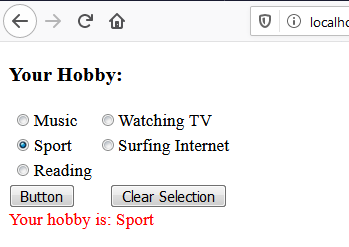 localho
Your Hobby:
Music Watching TV
Sport Surfing Internet
Reading
Button Clear Selection
Your hobby is: Sport